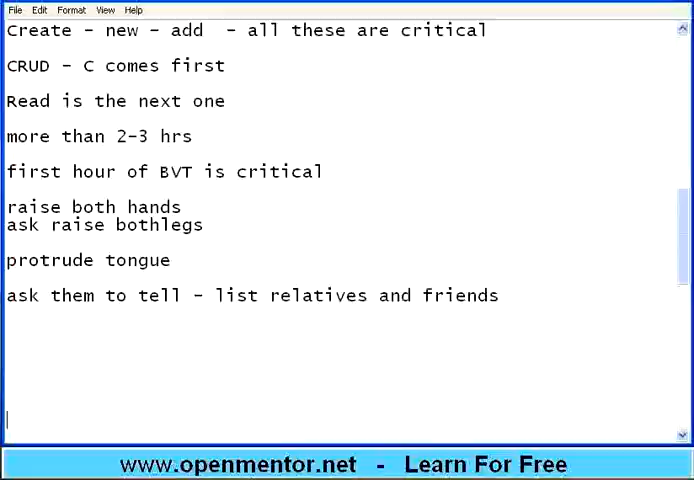 File Edit Format View Help
Create - new - add - all these are critical
CRUD - C comes first
Read is the next one
more than 2-3 hrs
first hour of BVT is critical
raise both hands
ask raise bothlegs
protrude tongue
ask them to tell - list relatives and friends
www.openmentor.net - Learn For Free